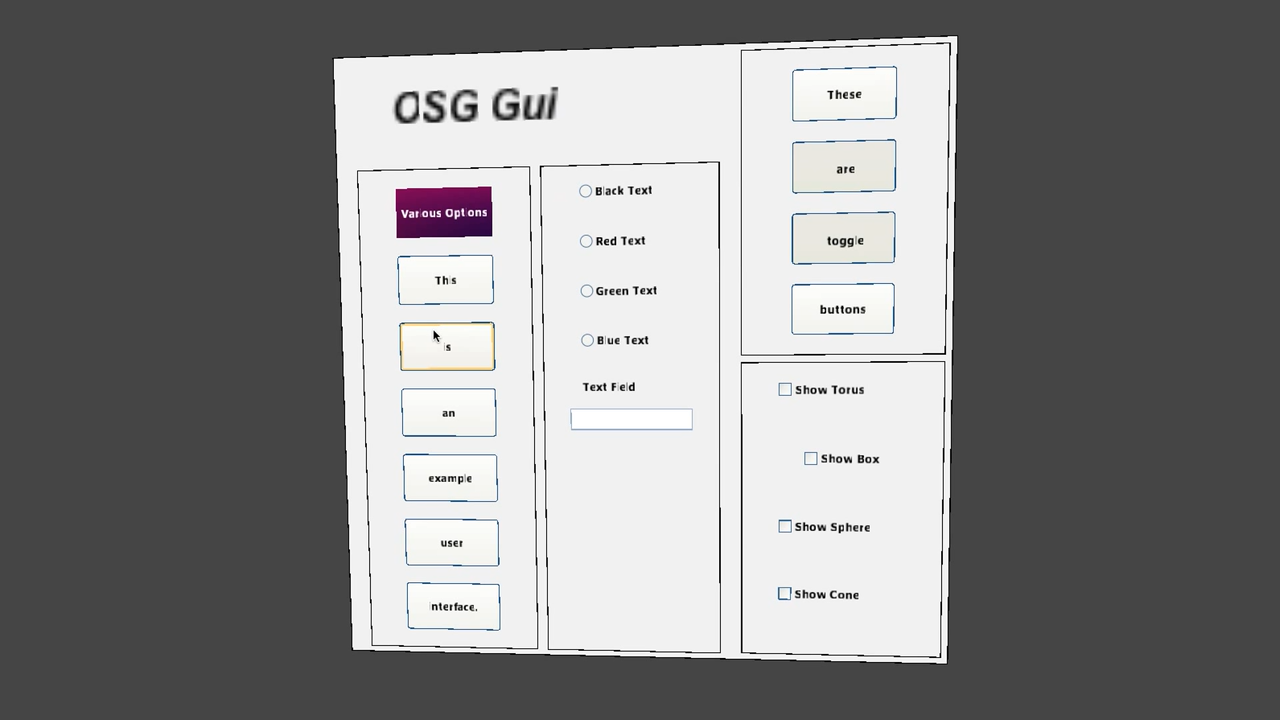 OSG Gui
Various Options
This
is
an
example
user
interface.
Black Text
Red Text
Green Text
Blue Text
Text Field
These
are
toggle
buttons
Show Torus
Show Box
Show Sphere
Show Cone